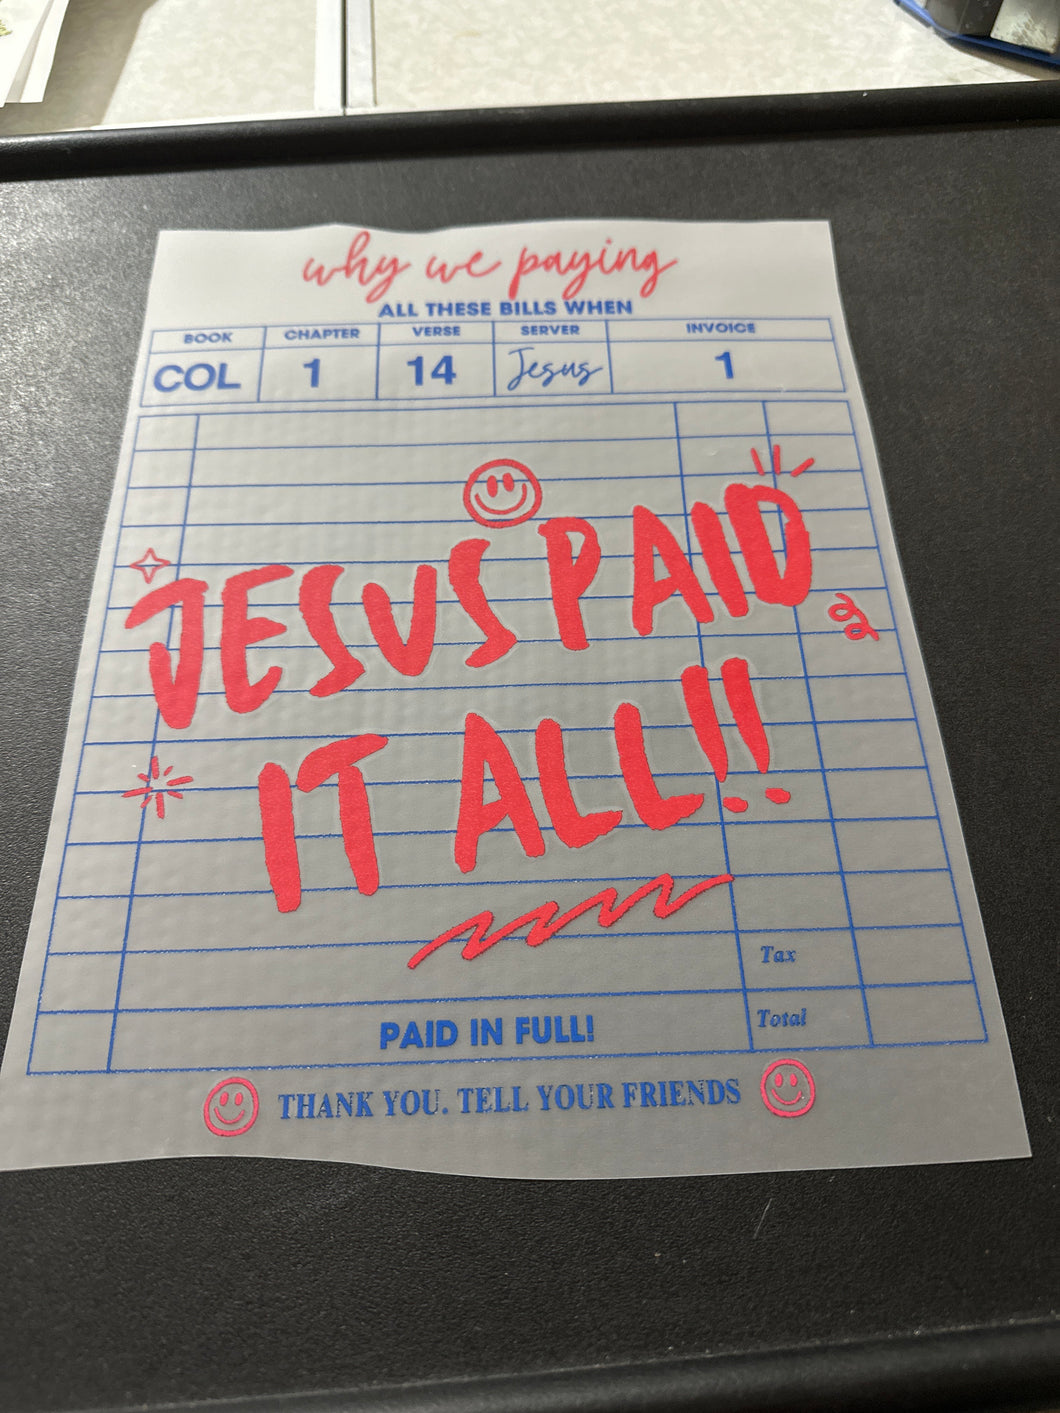 why we paying
ALL THESE BILLS WHEN
BOOK CHAPTER VERSE SERVER INVOICE
COL 1 14 Jesus 1
JESUS PAID
IT ALL!!
Tax
PAID IN FULL! Total
THANK YOU. TELL YOUR FRIENDS